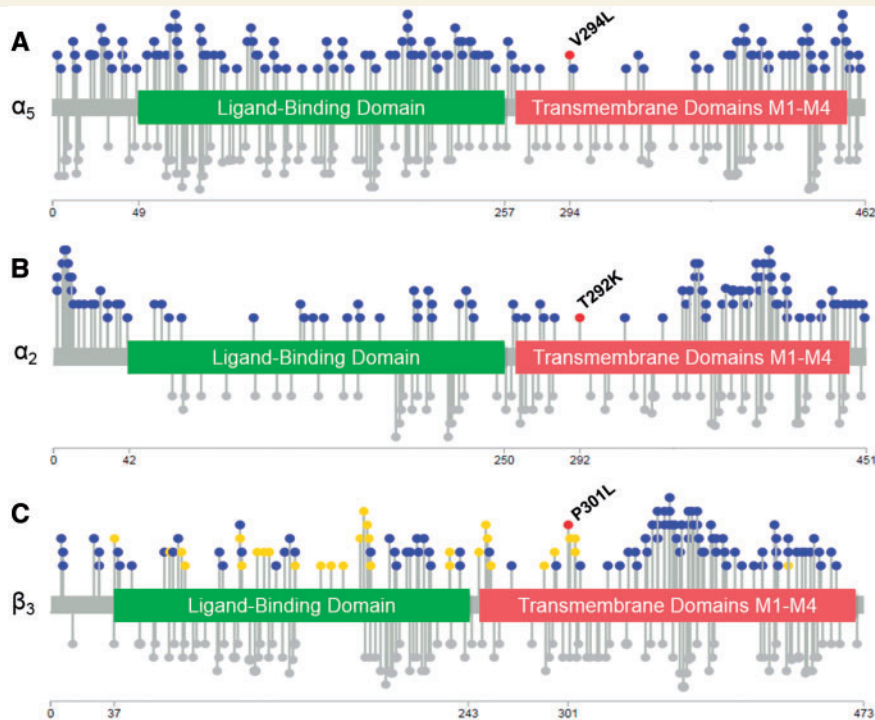 A
V294L
α5
Ligand-Binding Domain
Transmembrane Domains M1-M4
0 49 257 294 462
B
T292K
α2
Ligand-Binding Domain
Transmembrane Domains M1-M4
0 42 250 292 451
C
P301L
β3
Ligand-Binding Domain
Transmembrane Domains M1-M4
0 37 243 301 473